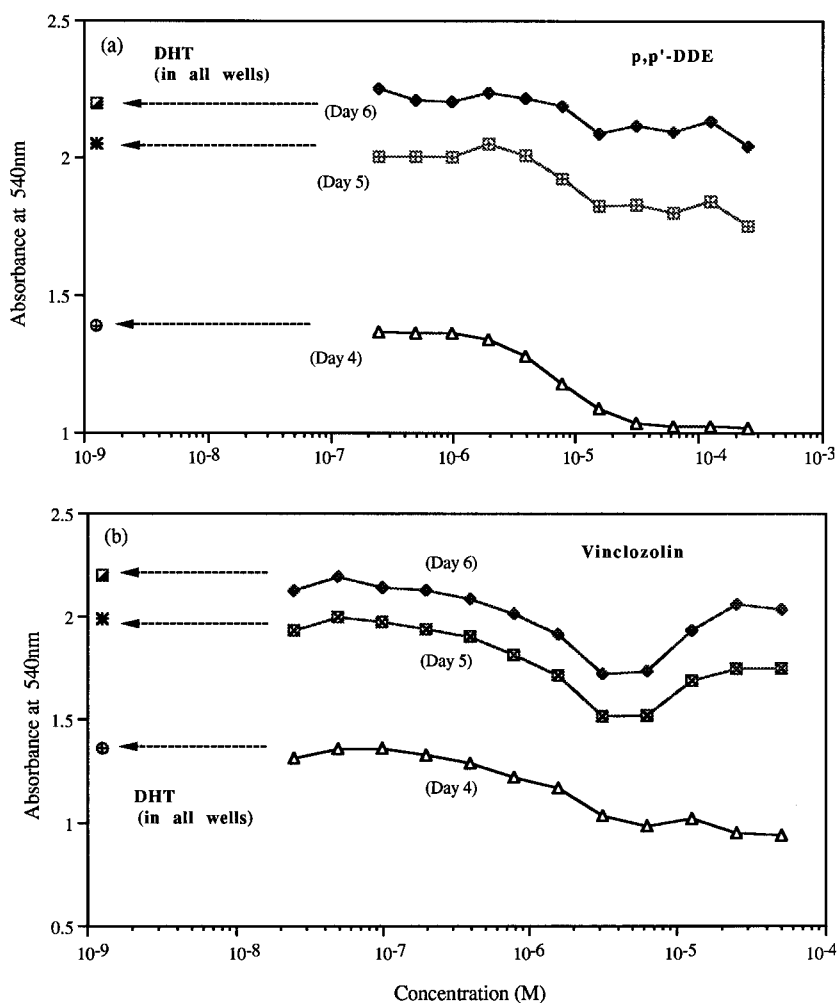 (a)
DHT
(in all wells)
p,p'-DDE
2.5
2
1.5
1
Absorbance at 540nm
(Day 6)
(Day 5)
(Day 4)
10-9
10-8
10-7
10-6
10-5
10-4
10-3
(b)
Vinclozolin
2.5
2
1.5
1
0.5
Absorbance at 540nm
(Day 6)
(Day 5)
(Day 4)
DHT
(in all wells)
10-9
10-8
10-7
10-6
10-5
10-4
Concentration (M)